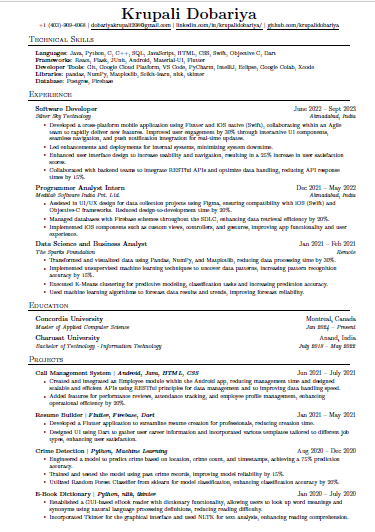 Krupali Dobariya
+1 (403)-909-4068 | dobariyakrupali399@gmail.com | linkedin.com/in/krupalidobariya/ | github.com/krupalidobariya
Technical Skills
Languages: Java, Python, C, C++, SQL, JavaScript, HTML, CSS, Swift, Objective C, Dart
Frameworks: React, Flask, JUnit, Android, Material-UI, Flutter
Developer Tools: Git, Google Cloud Platform, VS Code, PyCharm, IntelliJ, Eclipse, Google Colab, Xcode
Libraries: pandas, NumPy, Matplotlib, Scikit-learn, nltk, tkinter
Database: Postgres, Firebase
Experience
Software Developer June 2022 – Sept 2023
Silver Sky Technology Ahmadabad, India
• Developed a cross-platform mobile application using Flutter and iOS native (Swift), collaborating within an Agile
team to rapidly deliver new features. Improved user engagement by 30% through interactive UI components,
seamless navigation, and push notification integration for real-time updates.
• Led enhancements and deployments for internal systems, minimising system downtime.
• Enhanced user interface design to increase usability and navigation, resulting in a 25% increase in user satisfaction
scores.
• Collaborated with backend teams to integrate RESTful APIs and optimize data handling, reducing API response
times by 15%.
Programmer Analyst Intern Dec 2021 – May 2022
Meditab Software India Pvt. Ltd. Ahmadabad, India
• Assisted in UI/UX design for data collection projects using Figma, ensuring compatibility with iOS (Swift) and
Objective-C frameworks. Reduced design-to-development time by 20%.
• Managed databases with Firebase schemes throughout the SDLC, enhancing data retrieval efficiency by 20%.
• Implemented iOS components such as custom views, controllers, and gestures, improving app functionality and user
experience.
Data Science and Business Analyst Jan 2021 – Feb 2021
The Sparks Foundation Remote
• Transformed and visualized data using Pandas, NumPy, and Matplotlib, reducing data processing time by 30%.
• Implemented unsupervised machine learning techniques to uncover data patterns, increasing pattern recognition
accuracy by 15%.
• Executed K-Means clustering for predictive modeling, classification tasks and increasing prediction accuracy.
• Used machine learning algorithms to forecast data results and trends, improving forecast reliability.
Education
Concordia University Montreal, Canada
Master of Applied Computer Science Jan 2024 – Present
Charusat University Anand, India
Bachelor of Technology - Information Technology July 2018 – May 2022
Projects
Call Management System | Android, Java, HTML, CSS Jun 2021 – July 2021
• Created and integrated an Employee module within the Android app, reducing management time and designed
scalable and efficient APIs using RESTful principles for data management and to improving data handling speed.
• Added features for performance reviews, attendance tracking, and employee profile management, enhancing
operational efficiency by 20%.
Resume Builder | Flutter, Firebase, Dart Jan 2021 – May 2021
• Developed a Flutter application to streamline resume creation for professionals, reducing creation time.
• Designed UI using Dart to gather user career information and incorporated various templates tailored to different job
types, enhancing user satisfaction.
Crime Detection | Python, Machine Learning Aug 2020 – Dec 2020
• Engineered a model to predict crime based on location, crime count, and timestamps, achieving a 75% prediction
accuracy.
• Trained and tested the model using past crime records, improving model reliability by 15%.
• Utilized Random Forest Classifier from sklearn for model classification, enhancing classification accuracy by 20%.
E-Book Dictionary | Python, nltk, tkinter Jan 2020 – July 2020
• Established a GUI-based eBook reader with dictionary functionality, allowing users to look up word meanings and
synonyms using natural language processing definitions, reducing reading difficulty.
• Incorporated Tkinter for the graphical interface and used NLTK for text analysis, enhancing reading comprehension.